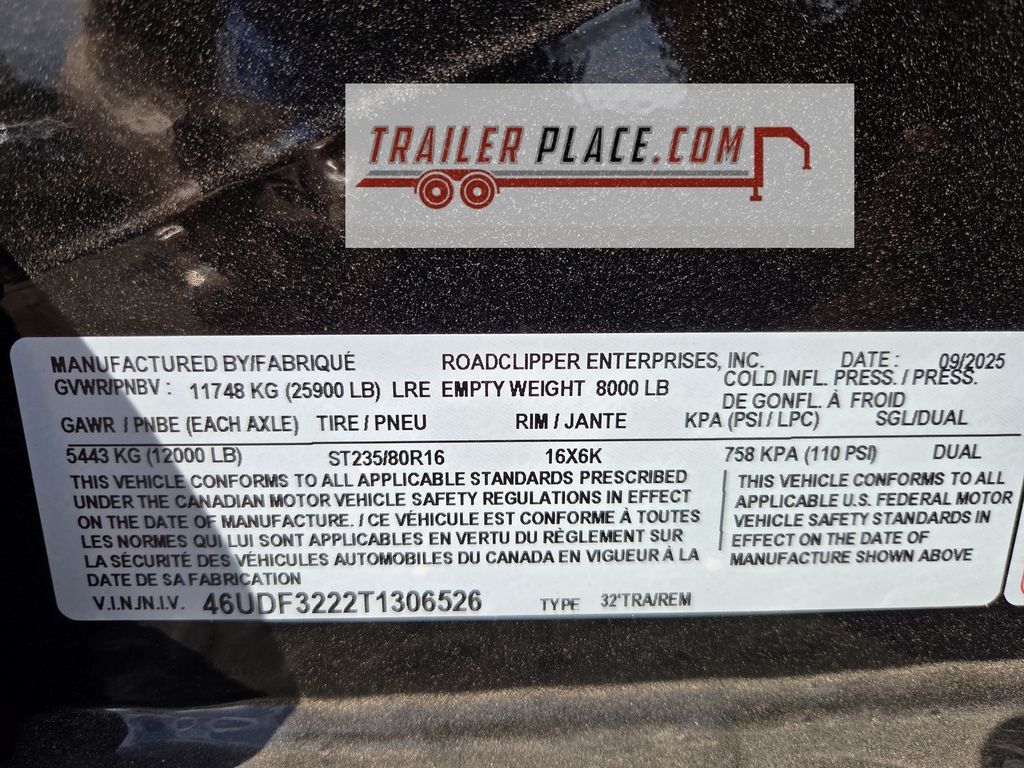 TRAILER PLACE.COM
MANUFACTURED BY/FABRIQUÉ ROADCLIPPER ENTERPRISES, INC. DATE : 09/2025
GVWR/PNBV : 11748 KG (25900 LB) LRE EMPTY WEIGHT 8000 LB COLD INFL. PRESS. / PRESS.
DE GONFL. À FROID
GAWR / PNBE (EACH AXLE) TIRE / PNEU RIM / JANTE KPA (PSI / LPC) SGL/DUAL
5443 KG (12000 LB) ST235/80R16 16X6K 758 KPA (110 PSI) DUAL
THIS VEHICLE CONFORMS TO ALL APPLICABLE STANDARDS PRESCRIBED
UNDER THE CANADIAN MOTOR VEHICLE SAFETY REGULATIONS IN EFFECT
ON THE DATE OF MANUFACTURE. / CE VÉHICULE EST CONFORME À TOUTES
LES NORMES QUI LUI SONT APPLICABLES EN VERTU DU RÈGLEMENT SUR
LA SÉCURITÉ DES VÉHICULES AUTOMOBILES DU CANADA EN VIGUEUR À LA
DATE DE SA FABRICATION
THIS VEHICLE CONFORMS TO ALL
APPLICABLE U.S. FEDERAL MOTOR
VEHICLE SAFETY STANDARDS IN
EFFECT ON THE DATE OF
MANUFACTURE SHOWN ABOVE
V.I.N./N.I.V. 46UDF3222T1306526 TYPE 32'TRA/REM